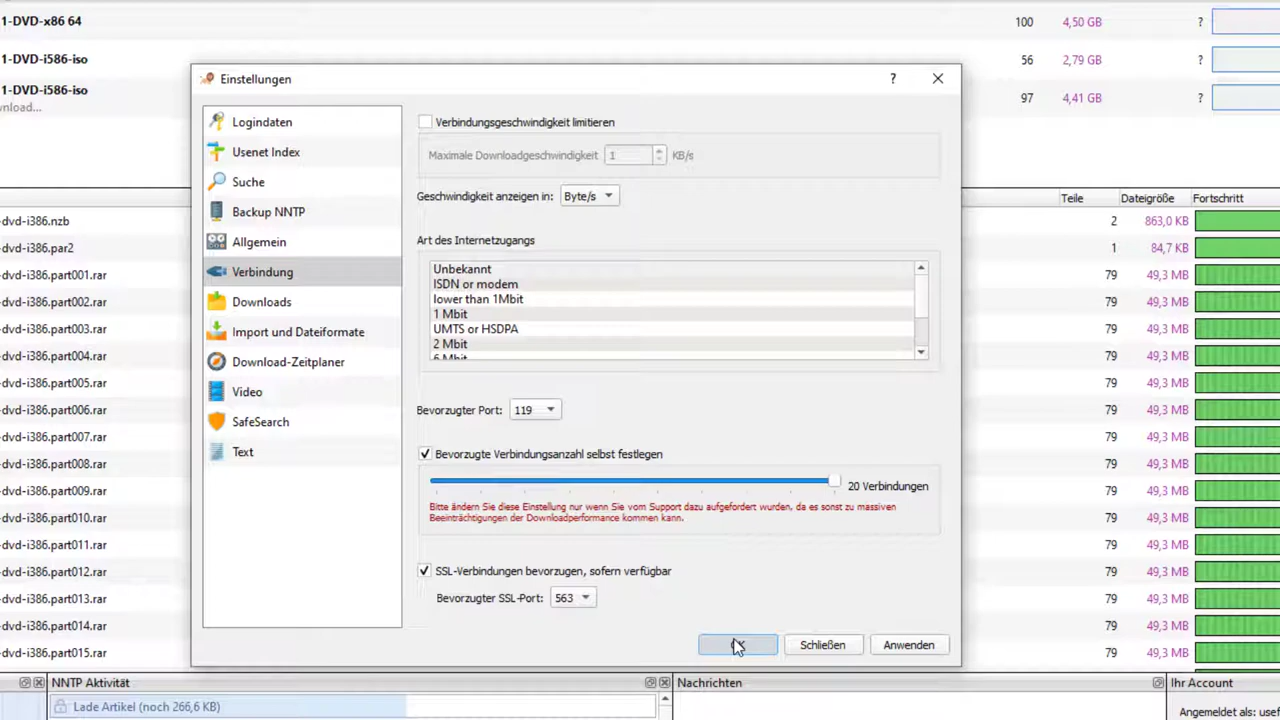 1-DVD-x86 64
100
4,50 GB
?
1-DVD-i586-iso
56
2,79 GB
?
1-DVD-i586-iso
97
4,41 GB
?
Einstellungen
?
Logindaten
Usenet Index
Suche
Backup NNTP
Allgemein
Verbindung
Downloads
Import und Dateiformate
Download-Zeitplaner
Video
SafeSearch
Text
Verbindungsgeschwindigkeit limitieren
Maximale Downloadgeschwindigkeit 1 KB/s
Geschwindigkeit anzeigen in: Byte/s
Art des Internetzugangs
Unbekannt
ISDN or modem
lower than 1Mbit
1 Mbit
UMTS or HSDPA
2 Mbit
6 Mbit
Bevorzugter Port: 119
Bevorzugte Verbindungsanzahl selbst festlegen
20 Verbindungen
Bitte ändern Sie diese Einstellung nur wenn Sie vom Support dazu aufgefordert wurden, da es sonst zu massiven
Beeinträchtigungen der Downloadperformance kommen kann.
SSL-Verbindungen bevorzugen, sofern verfügbar
Bevorzugter SSL-Port: 563
Schließen
Anwenden
Teile Dateigröße Fortschritt
-dvd-i386.nzb 2 863,0 KB
-dvd-i386.par2 1 84,7 KB
-dvd-i386.part001.rar 79 49,3 MB
-dvd-i386.part002.rar 79 49,3 MB
-dvd-i386.part003.rar 79 49,3 MB
-dvd-i386.part004.rar 79 49,3 MB
-dvd-i386.part005.rar 79 49,3 MB
-dvd-i386.part006.rar 79 49,3 MB
-dvd-i386.part007.rar 79 49,3 MB
-dvd-i386.part008.rar 79 49,3 MB
-dvd-i386.part009.rar 79 49,3 MB
-dvd-i386.part010.rar 79 49,3 MB
-dvd-i386.part011.rar 79 49,3 MB
-dvd-i386.part012.rar 79 49,3 MB
-dvd-i386.part013.rar 79 49,3 MB
-dvd-i386.part014.rar 79 49,3 MB
-dvd-i386.part015.rar 79 49,3 MB
NNTP Aktivität
Lade Artikel (noch 266,6 KB)
Nachrichten
Ihr Account
Angemeldet als: